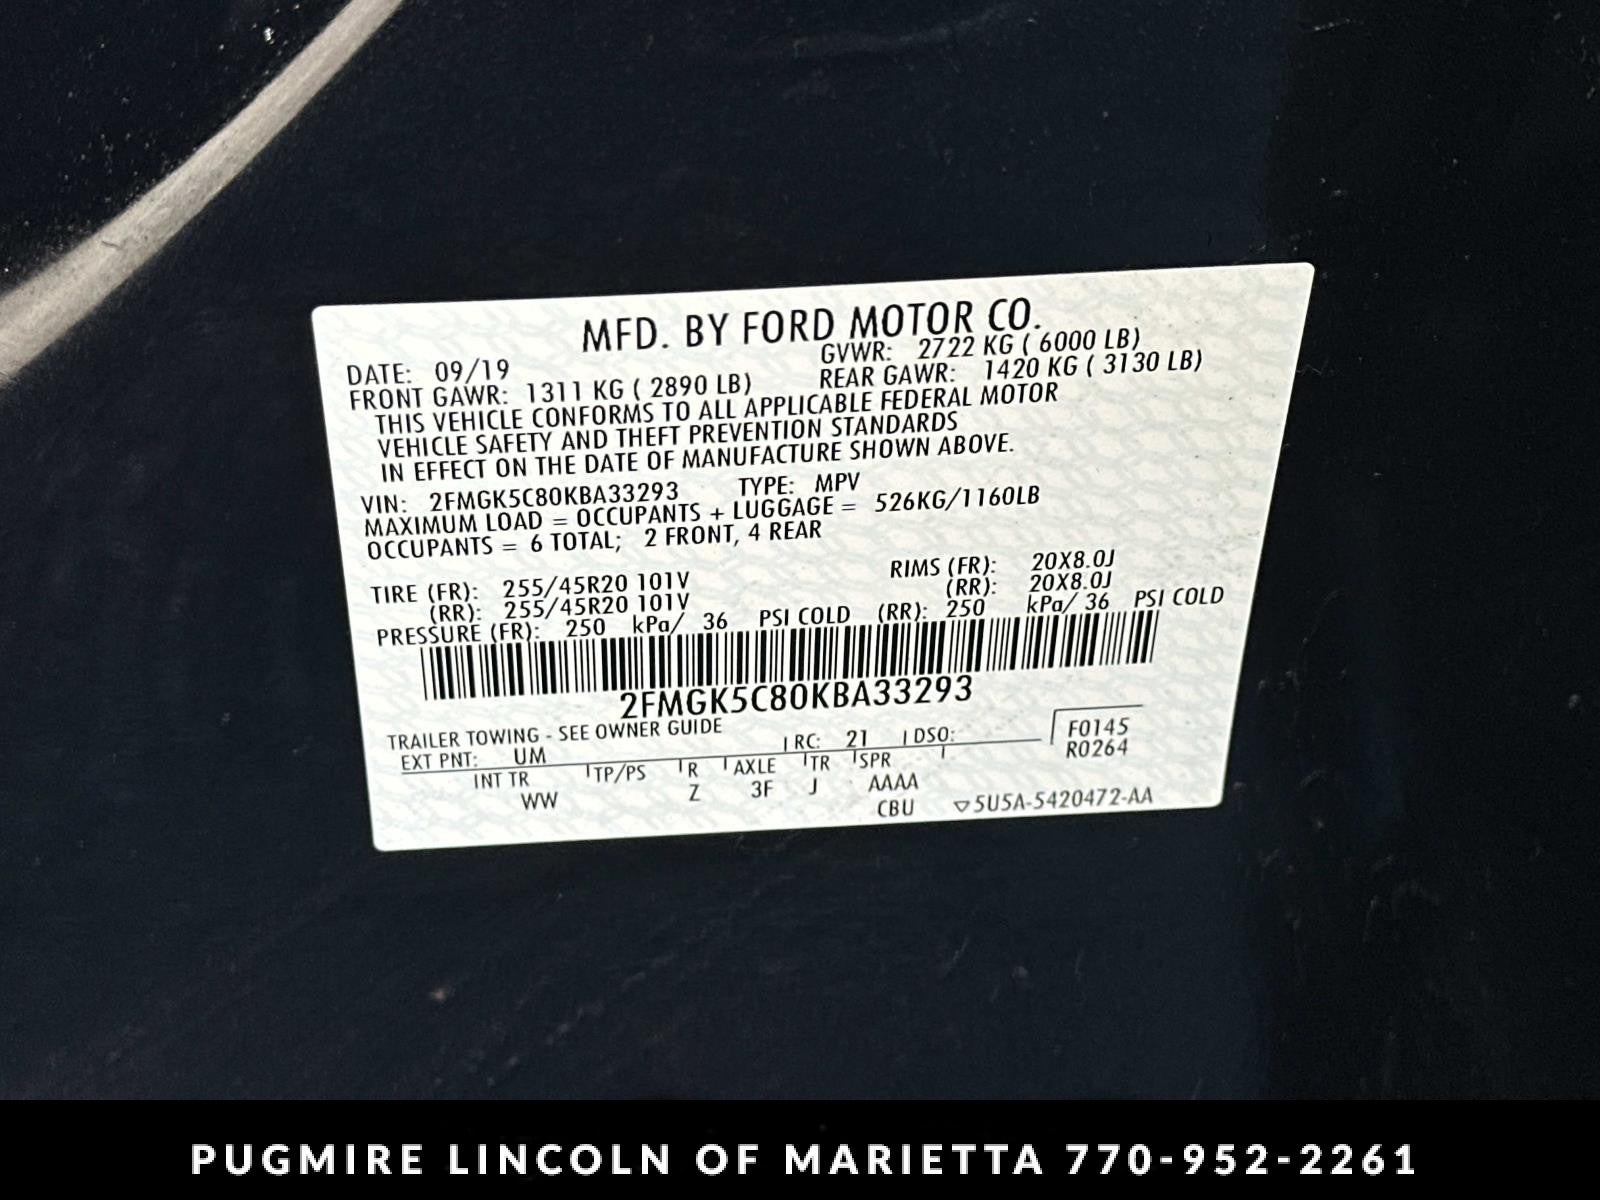 MFD. BY FORD MOTOR CO.
DATE: 09/19 GVWR: 2722 KG ( 6000 LB)
FRONT GAWR: 1311 KG ( 2890 LB) REAR GAWR: 1420 KG ( 3130 LB)
THIS VEHICLE CONFORMS TO ALL APPLICABLE FEDERAL MOTOR
VEHICLE SAFETY AND THEFT PREVENTION STANDARDS
IN EFFECT ON THE DATE OF MANUFACTURE SHOWN ABOVE.
VIN: 2FMGK5C80KBA33293 TYPE: MPV
MAXIMUM LOAD = OCCUPANTS + LUGGAGE = 526KG/1160LB
OCCUPANTS = 6 TOTAL; 2 FRONT, 4 REAR
TIRE (FR): 255/45R20 101V RIMS (FR): 20X8.0J
(RR): 255/45R20 101V (RR): 20X8.0J
PRESSURE (FR): 250 kPa/ 36 PSI COLD (RR): 250 kPa/ 36 PSI COLD
2FMGK5C80KBA33293
TRAILER TOWING - SEE OWNER GUIDE
EXT PNT: UM RC: 21 DSO: F0145
R0264
INT TR TP/PS R AXLE TR SPR
WW Z 3F J AAAA
CBU ▽5U5A-5420472-AA
PUGMIRE LINCOLN OF MARIETTA 770-952-2261